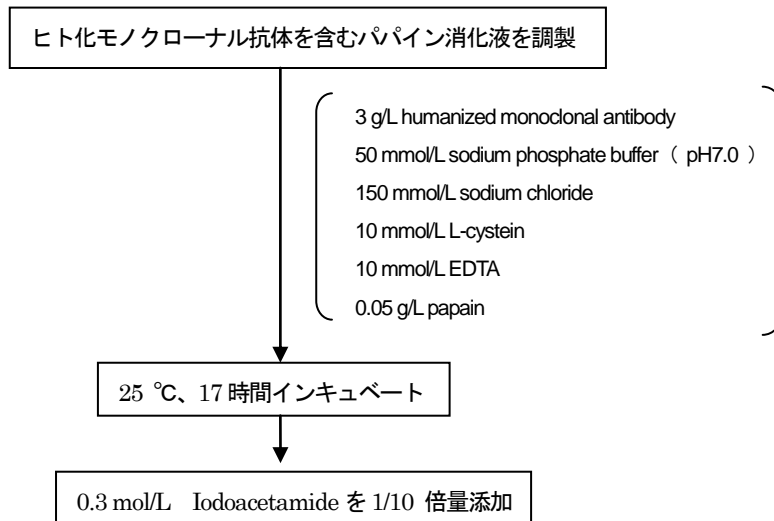 ヒト化モノクローナル抗体を含むパパイン消化液を調製
3 g/L humanized monoclonal antibody
50 mmol/L sodium phosphate buffer（ pH7.0 ）
150 mmol/L sodium chloride
10 mmol/L L-cystein
10 mmol/L EDTA
0.05 g/L papain
25 ℃、17 時間インキュベート
0.3 mol/L Iodoacetamide を 1/10 倍量添加